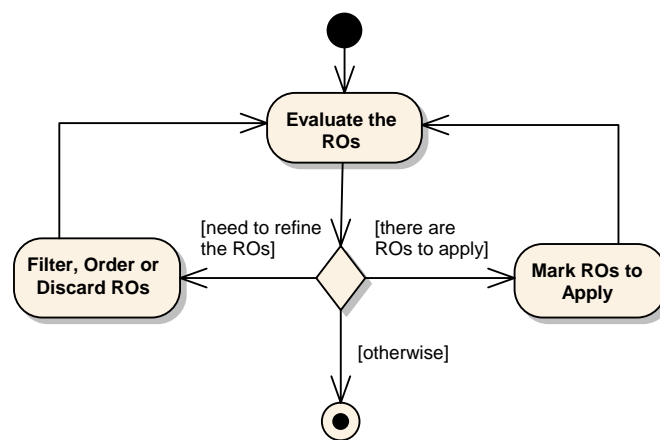 Evaluate the
ROs
[need to refine
the ROs]
[there are
ROs to apply]
Filter, Order or
Discard ROs
Mark ROs to
Apply
[otherwise]